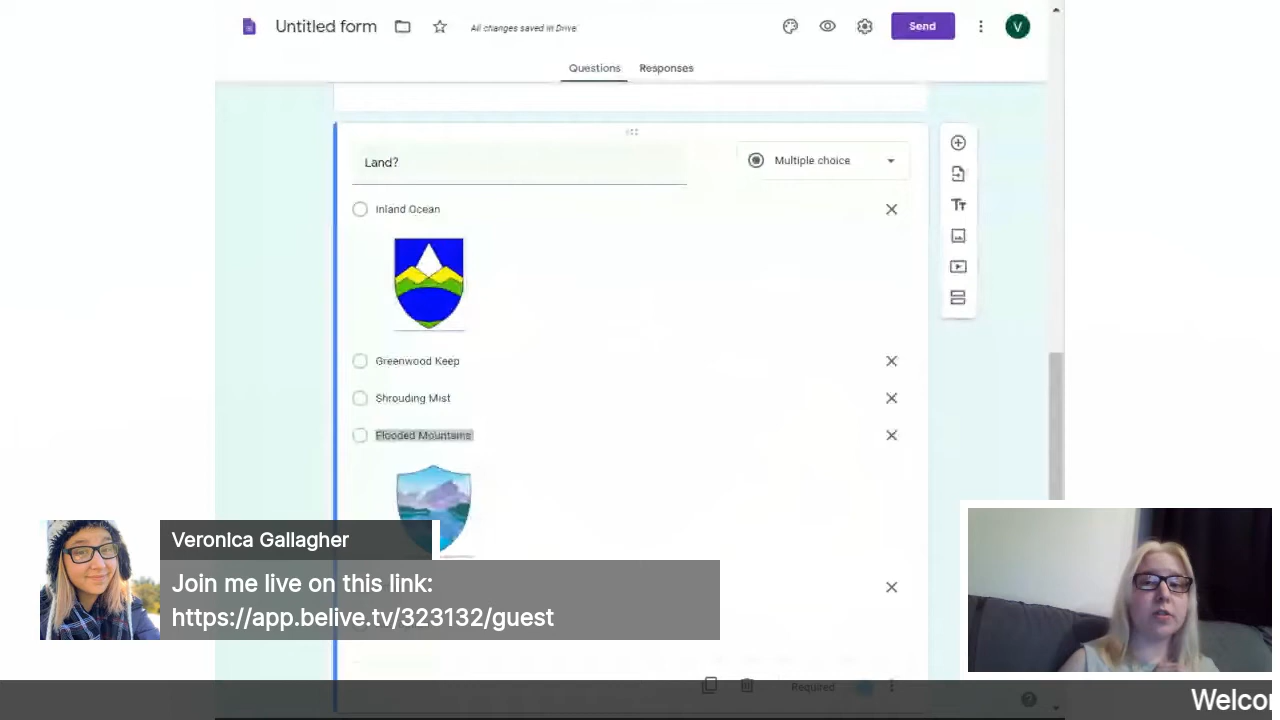 Untitled form
All changes saved in Drive
Send
V
Questions
Responses
Land?
Multiple choice
Inland Ocean
Greenwood Keep
Shrouding Mist
Flooded Mountains
Veronica Gallagher
Join me live on this link:
https://app.belive.tv/323132/guest
Required
Welco